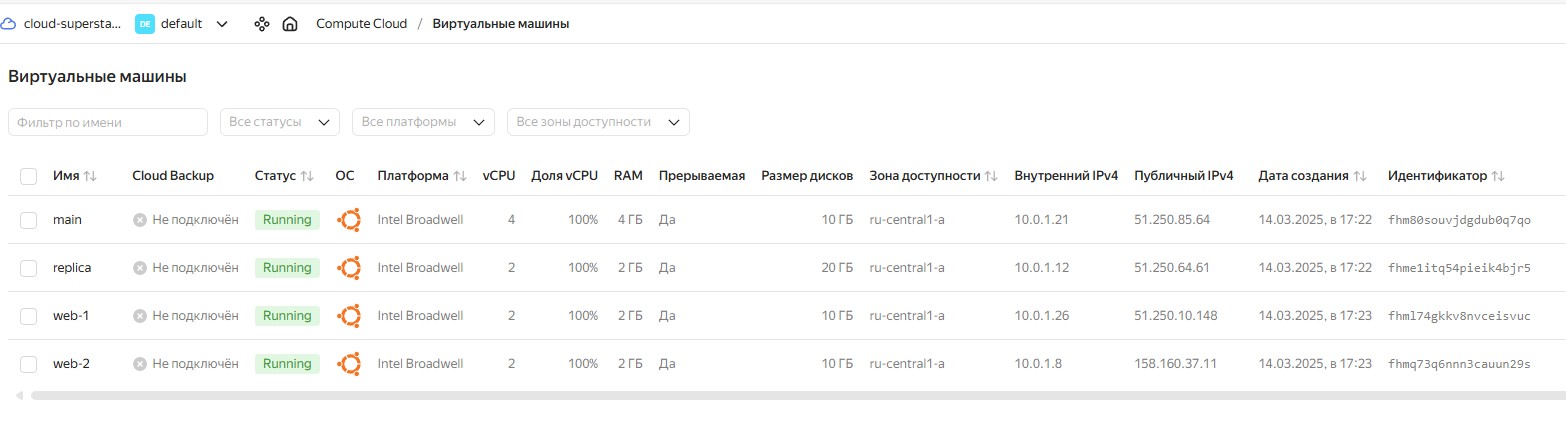 cloud-supersta... DE default Compute Cloud / Виртуальные машины
Виртуальные машины
Фильтр по имени Все статусы Все платформы Все зоны доступности
Имя Cloud Backup Статус ОС Платформа vCPU Доля vCPU RAM Прерываемая Размер дисков Зона доступности Внутренний IPv4 Публичный IPv4 Дата создания Идентификатор
main Не подключён Running Intel Broadwell 4 100% 4 ГБ Да 10 ГБ ru-central1-a 10.0.1.21 51.250.85.64 14.03.2025, в 17:22 fhm80souvjdgdub0q7qo
replica Не подключён Running Intel Broadwell 2 100% 2 ГБ Да 20 ГБ ru-central1-a 10.0.1.12 51.250.64.61 14.03.2025, в 17:22 fhme1itq54pieik4bjr5
web-1 Не подключён Running Intel Broadwell 2 100% 2 ГБ Да 10 ГБ ru-central1-a 10.0.1.26 51.250.10.148 14.03.2025, в 17:23 fhml74gkkv8nvceisvuc
web-2 Не подключён Running Intel Broadwell 2 100% 2 ГБ Да 10 ГБ ru-central1-a 10.0.1.8 158.160.37.11 14.03.2025, в 17:23 fhmq73q6nnn3cauun29s